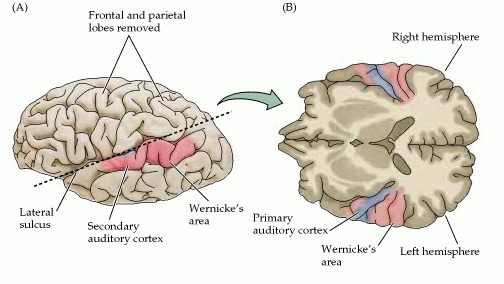 (A)
Frontal and parietal
lobes removed
Lateral
sulcus
Secondary
auditory cortex
Wernicke's
area
(B)
Right hemisphere
Primary
auditory cortex
Wernicke's
area
Left hemisphere